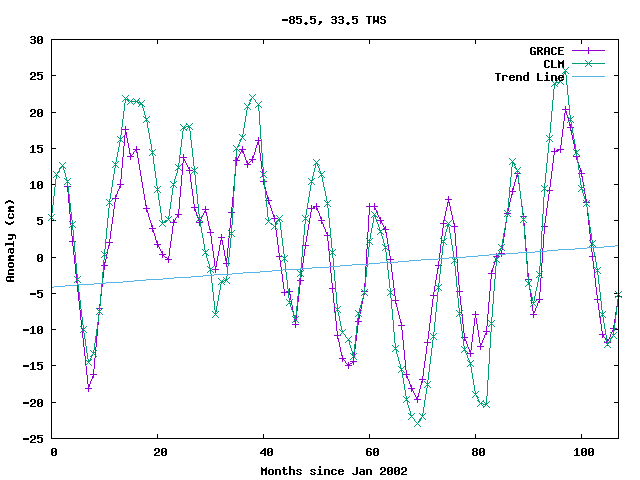 -85.5, 33.5 TWS
GRACE
CLM
Trend Line
30
25
20
15
10
5
0
-5
-10
-15
-20
-25
Anomaly (cm)
0 20 40 60 80 100
Months since Jan 2002